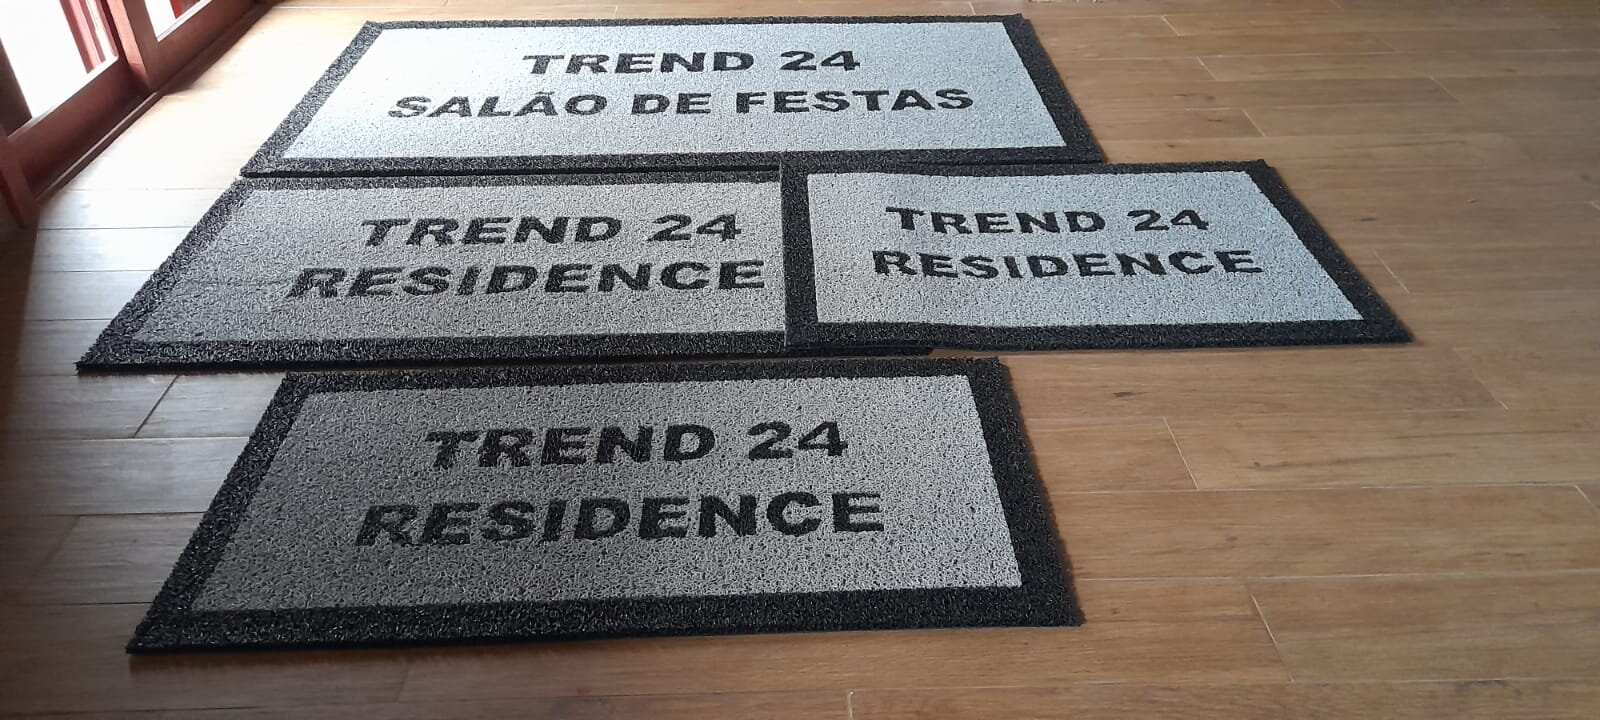 TREND 24
SALÃO DE FESTAS
TREND 24
RESIDENCE
TREND 24
RESIDENCE
TREND 24
RESIDENCE